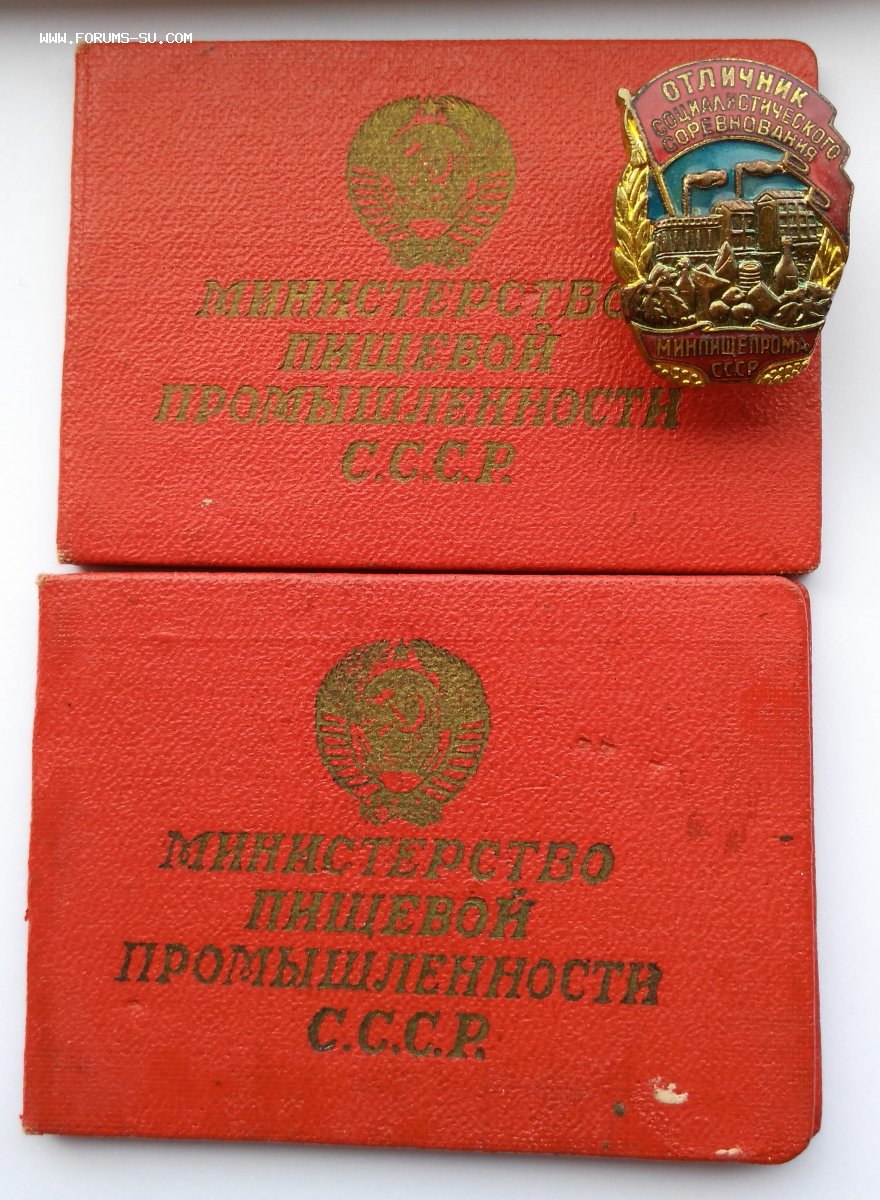 WWW.FORUMS-SU.COM
ОТЛИЧНИК
СОЦИАЛИСТИЧЕСКОГО
СОРЕВНОВАНИЯ
МИНПИЩЕПРОМА
СССР
МИНИСТЕРСТВО
ПИЩЕВОЙ
ПРОМЫШЛЕННОСТИ
С.С.С.Р.
МИНИСТЕРСТВО
ПИЩЕВОЙ
ПРОМЫШЛЕННОСТИ
С.С.С.Р.